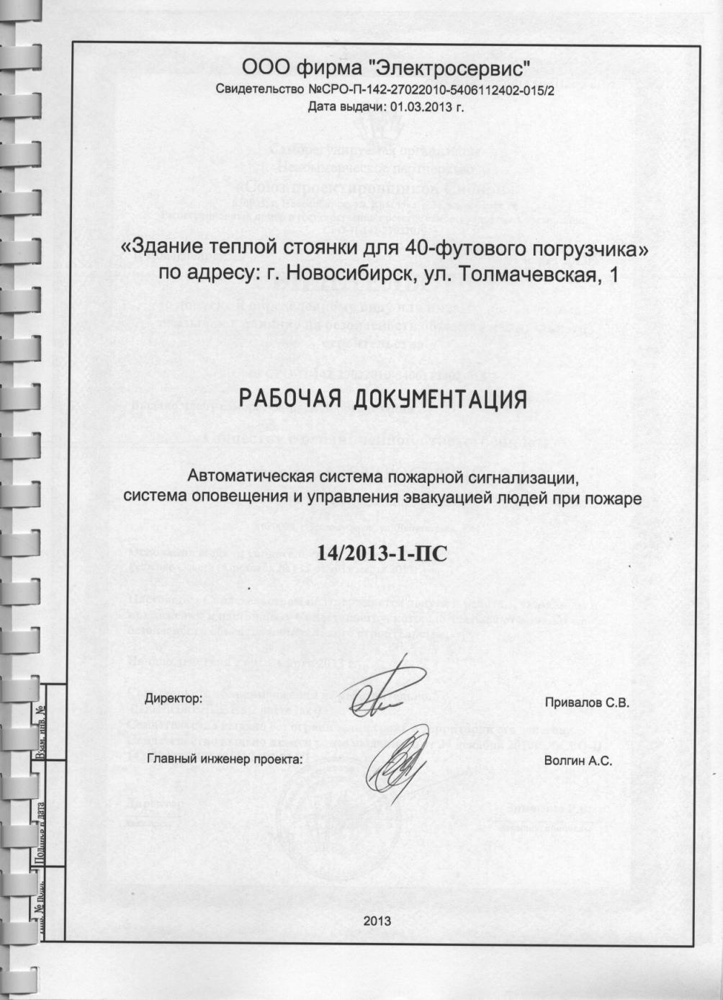 ООО фирма "Электросервис"
Свидетельство №СРО-П-142-27022010-5406112402-015/2
Дата выдачи: 01.03.2013 г.
«Здание теплой стоянки для 40-футового погрузчика»
по адресу: г. Новосибирск, ул. Толмачевская, 1
РАБОЧАЯ ДОКУМЕНТАЦИЯ
Автоматическая система пожарной сигнализации,
система оповещения и управления эвакуацией людей при пожаре
14/2013-1-ПС
Директор:
Привалов С.В.
Главный инженер проекта:
Волгин А.С.
Взам. инв. №
Подпись и дата
Инв. № подл.
2013